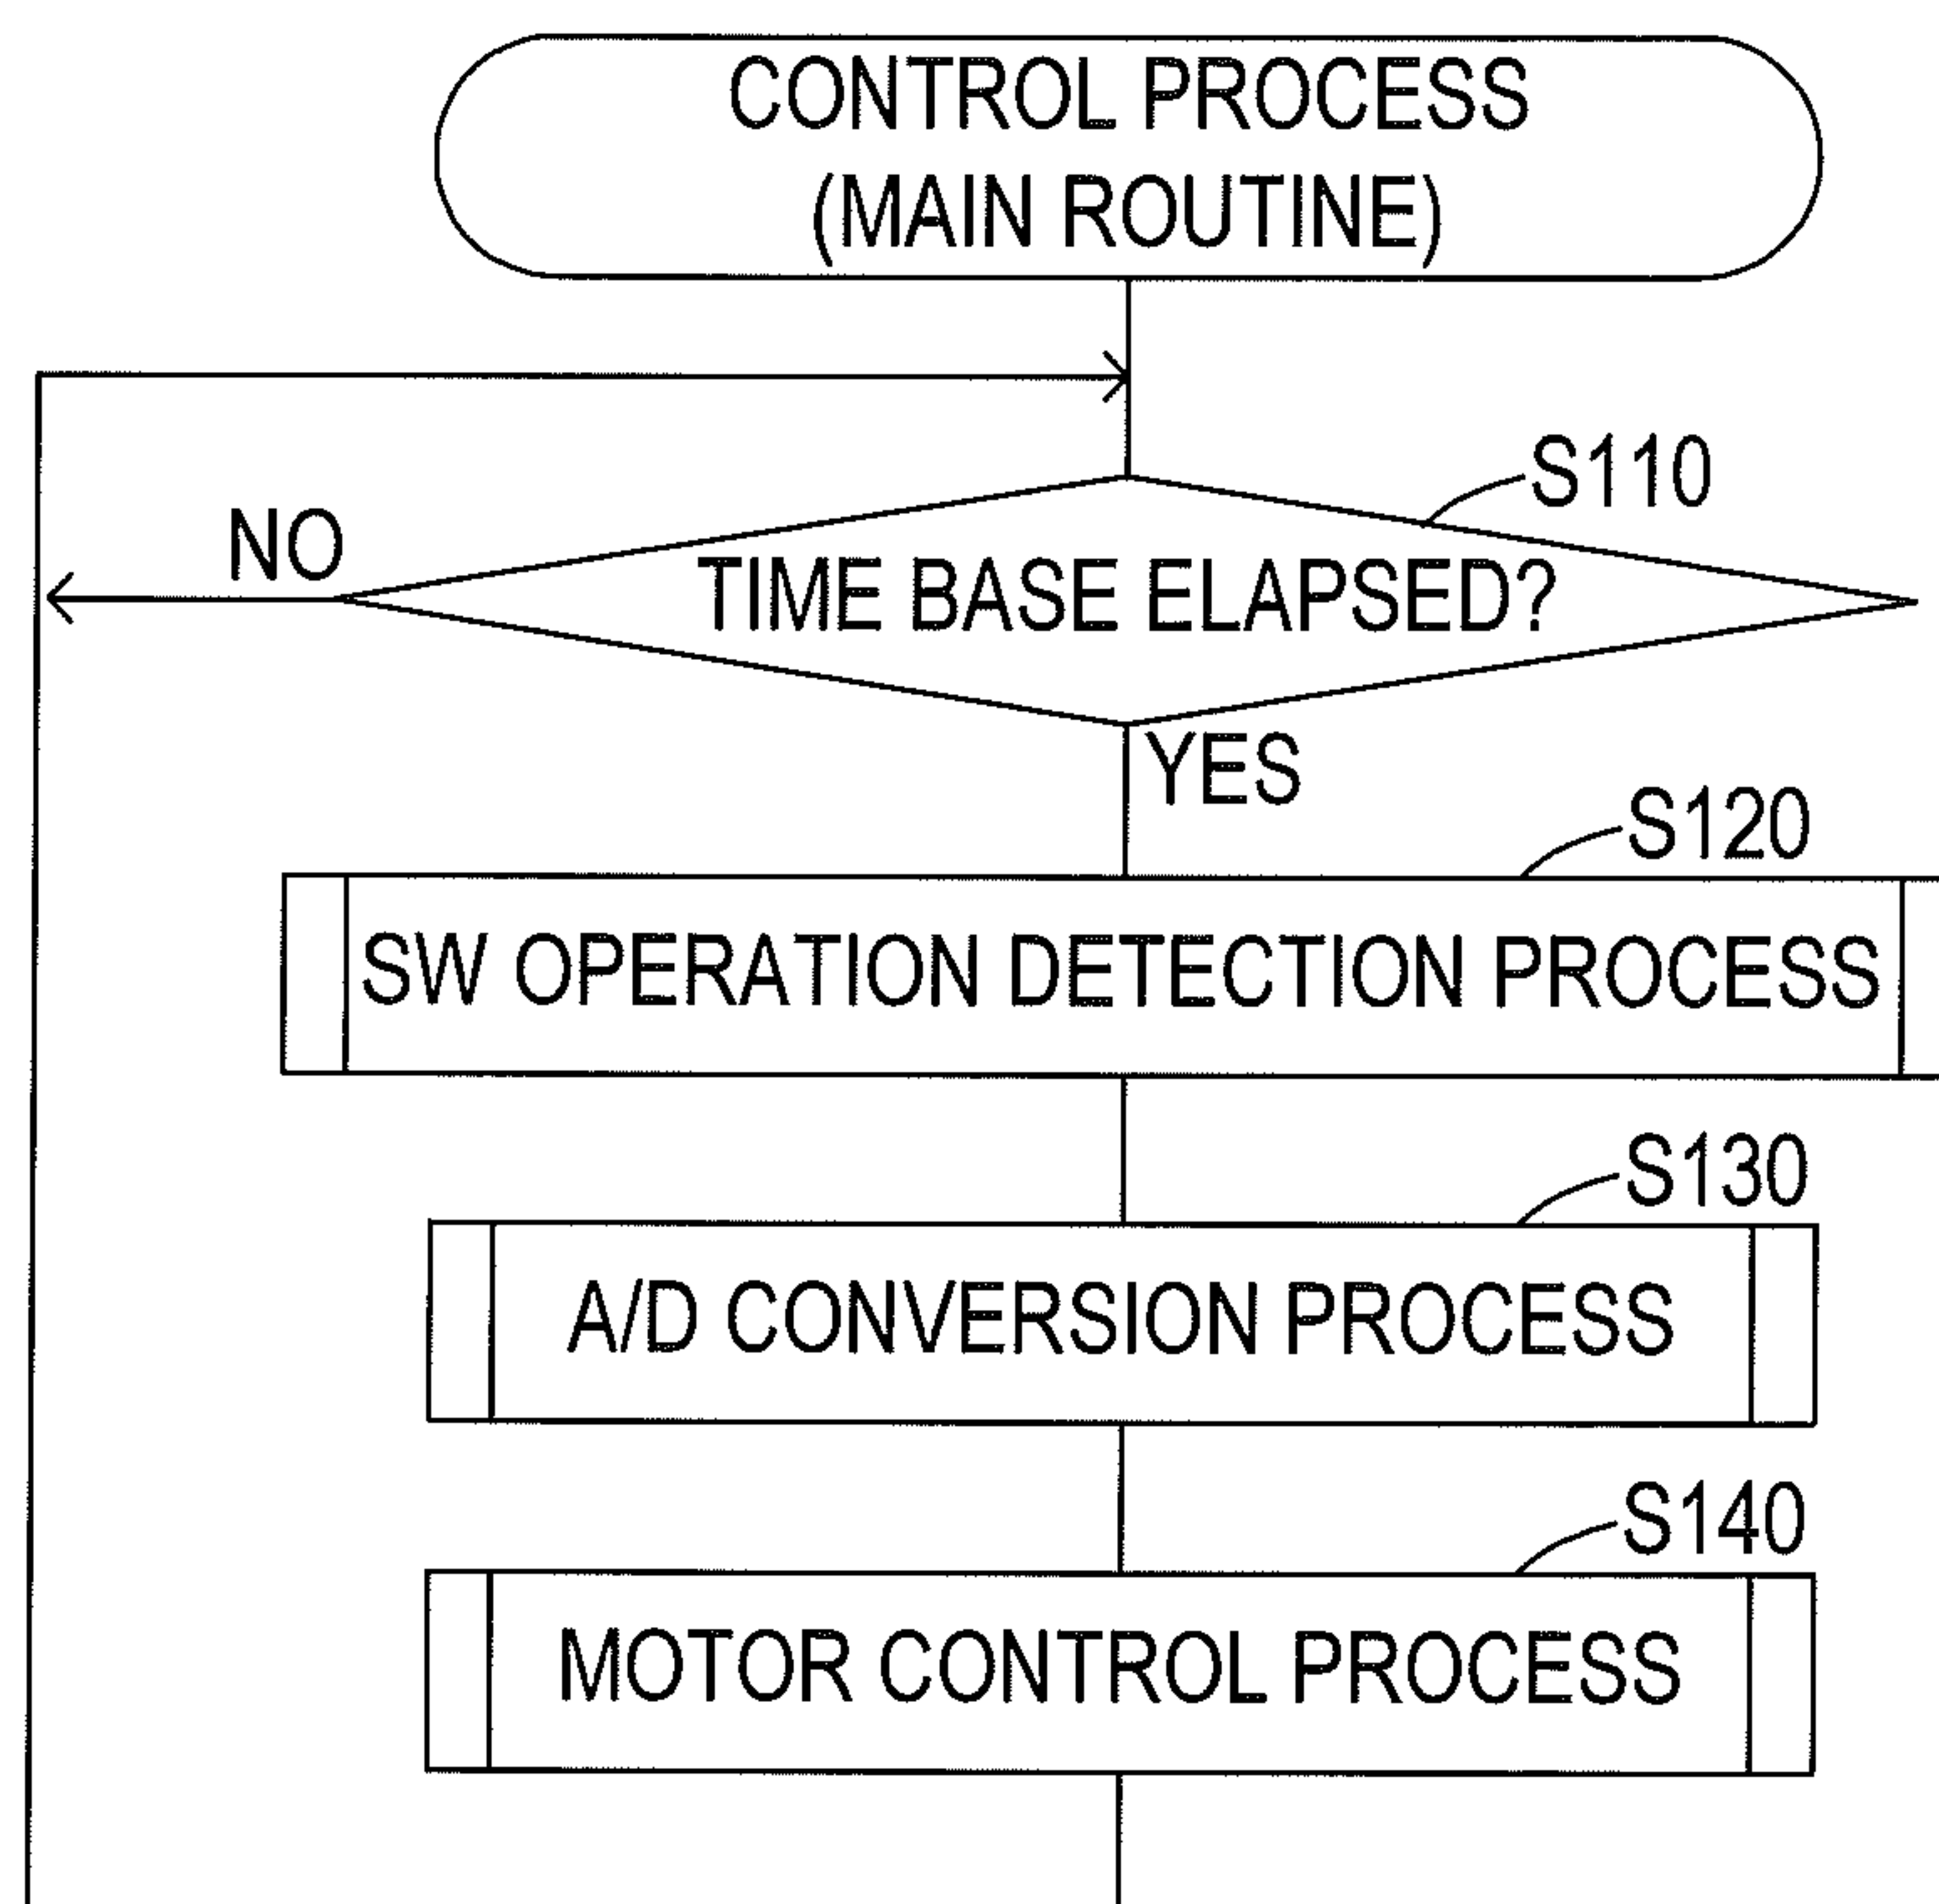 CONTROL PROCESS
(MAIN ROUTINE)
S110
NO
TIME BASE ELAPSED?
YES
S120
SW OPERATION DETECTION PROCESS
S130
A/D CONVERSION PROCESS
S140
MOTOR CONTROL PROCESS